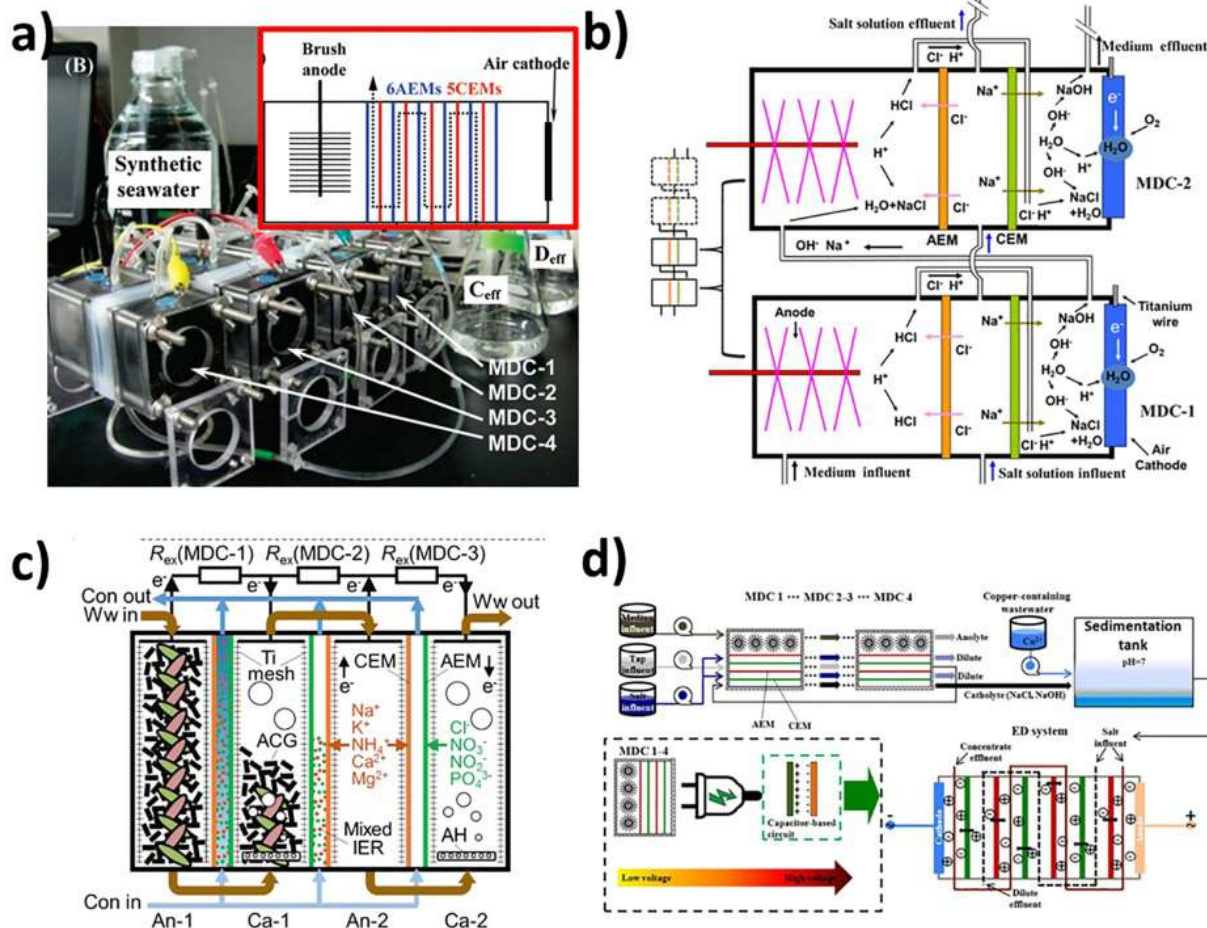 a)
(B)
Brush
anode
Air cathode
6AEMs 5CEMs
Synthetic
seawater
Deff
Ceff
MDC-1
MDC-2
MDC-3
MDC-4
b)
Salt solution effluent
Medium effluent
Cl⁻ H⁺
HCl
Cl⁻
Na⁺
NaOH
OH⁻
e⁻
O₂
H₂O
H₂O
H⁺
H⁺
OH⁻
MDC-2
Na⁺
H₂O+NaCl
Cl⁻
Cl⁻ H⁺
NaCl
+H₂O
AEM
CEM
OH⁻ Na⁺
Cl⁻ H⁺
Anode
HCl
Cl⁻
Na⁺
NaOH
Titanium
wire
OH⁻
e⁻
O₂
H₂O
H₂O
H⁺
H⁺
OH⁻
MDC-1
HCl
Cl⁻
Na⁺
Cl⁻ H⁺
NaCl
+H₂O
Air
Cathode
Medium influent
Salt solution influent
c)
Rex(MDC-1) Rex(MDC-2) Rex(MDC-3)
e⁻ e⁻ e⁻ e⁻
Con out
Ww in
Ww out
Ti
mesh
CEM
AEM
e⁻
e⁻
Na⁺
K⁺
NH₄⁺
Ca²⁺
Mg²⁺
Cl⁻
NO₃⁻
NO₂⁻
PO₄³⁻
ACG
Mixed
IER
AH
Con in
An-1 Ca-1 An-2 Ca-2
d)
MDC 1 ··· MDC 2-3 ··· MDC 4
Copper-containing
wastewater
Cu²⁺
Sedimentation
tank
pH=7
Medium
influent
Tap
influent
Salt
influent
Anolyte
Dilute
Dilute
Catholyte (NaCl, NaOH)
AEM
CEM
ED system
MDC 1-4
Capacitor-based
circuit
Low voltage
High voltage
Concentrate
effluent
Salt
influent
Cathode
Dilute
effluent